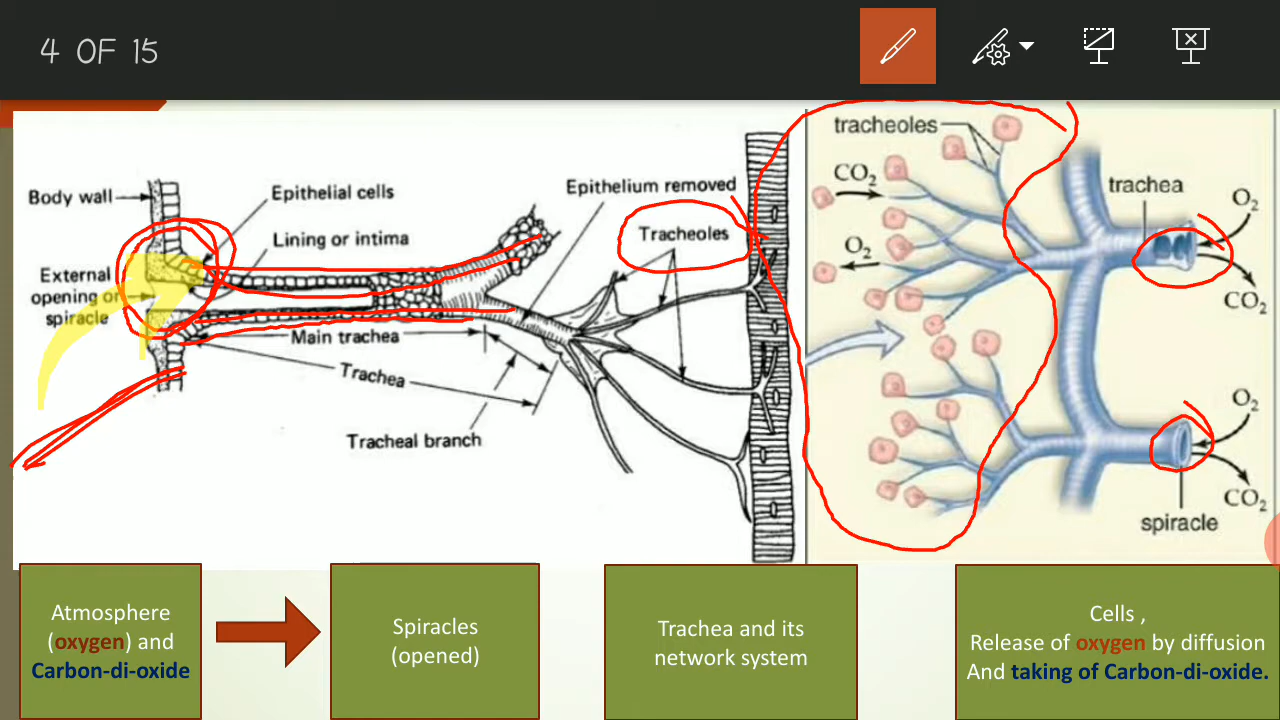 4 OF 15
Body wall
Epithelial cells
Lining or intima
External
opening or
spiracle
Main trachea
Trachea
Tracheal branch
Epithelium removed
Tracheoles
tracheoles
CO₂
O₂
trachea
O₂
CO₂
O₂
CO₂
spiracle
Atmosphere
(oxygen) and
Carbon-di-oxide
Spiracles
(opened)
Trachea and its
network system
Cells ,
Release of oxygen by diffusion
And taking of Carbon-di-oxide.